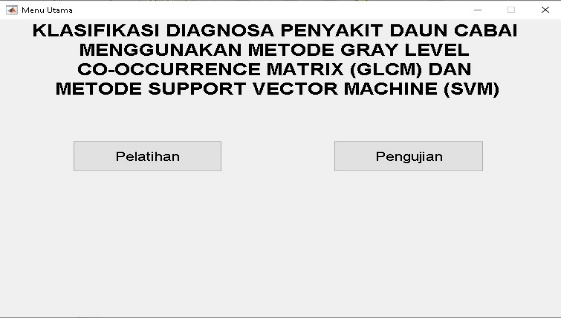 Menu Utama
KLASIFIKASI DIAGNOSA PENYAKIT DAUN CABAI
MENGGUNAKAN METODE GRAY LEVEL
CO-OCCURRENCE MATRIX (GLCM) DAN
METODE SUPPORT VECTOR MACHINE (SVM)
Pelatihan
Pengujian